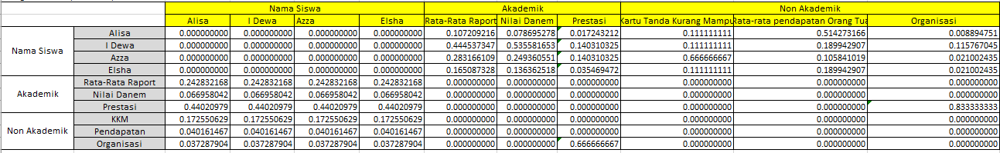 Nama Siswa Akademik Non Akademik
Alisa I Dewa Azza Elsha Rata-Rata Raport Nilai Danem Prestasi Kartu Tanda Kurang Mampu Rata-rata pendapatan Orang Tua Organisasi
Nama Siswa Alisa 0.000000000 0.000000000 0.000000000 0.000000000 0.107209216 0.078695278 0.017243212 0.111111111 0.514273166 0.008894751
I Dewa 0.000000000 0.000000000 0.000000000 0.000000000 0.444537347 0.535581653 0.140310325 0.111111111 0.189942907 0.115767045
Azza 0.000000000 0.000000000 0.000000000 0.000000000 0.283166109 0.249360551 0.140310325 0.666666667 0.105841019 0.021002435
Elsha 0.000000000 0.000000000 0.000000000 0.000000000 0.165087328 0.136362518 0.035469472 0.111111111 0.189942907 0.021002435
Akademik Rata-Rata Raport 0.242832168 0.242832168 0.242832168 0.242832168 0.000000000 0.000000000 0.000000000 0.000000000 0.000000000 0.000000000
Nilai Danem 0.066958042 0.066958042 0.066958042 0.066958042 0.000000000 0.000000000 0.000000000 0.000000000 0.000000000 0.000000000
Prestasi 0.44020979 0.44020979 0.44020979 0.44020979 0.000000000 0.000000000 0.000000000 0.000000000 0.000000000 0.833333333
Non Akademik KKM 0.172550629 0.172550629 0.172550629 0.172550629 0.000000000 0.000000000 0.000000000 0.000000000 0.000000000 0.000000000
Pendapatan 0.040161467 0.040161467 0.040161467 0.040161467 0.000000000 0.000000000 0.000000000 0.000000000 0.000000000 0.000000000
Organisasi 0.037287904 0.037287904 0.037287904 0.037287904 0.000000000 0.000000000 0.666666667 0.000000000 0.000000000 0.000000000